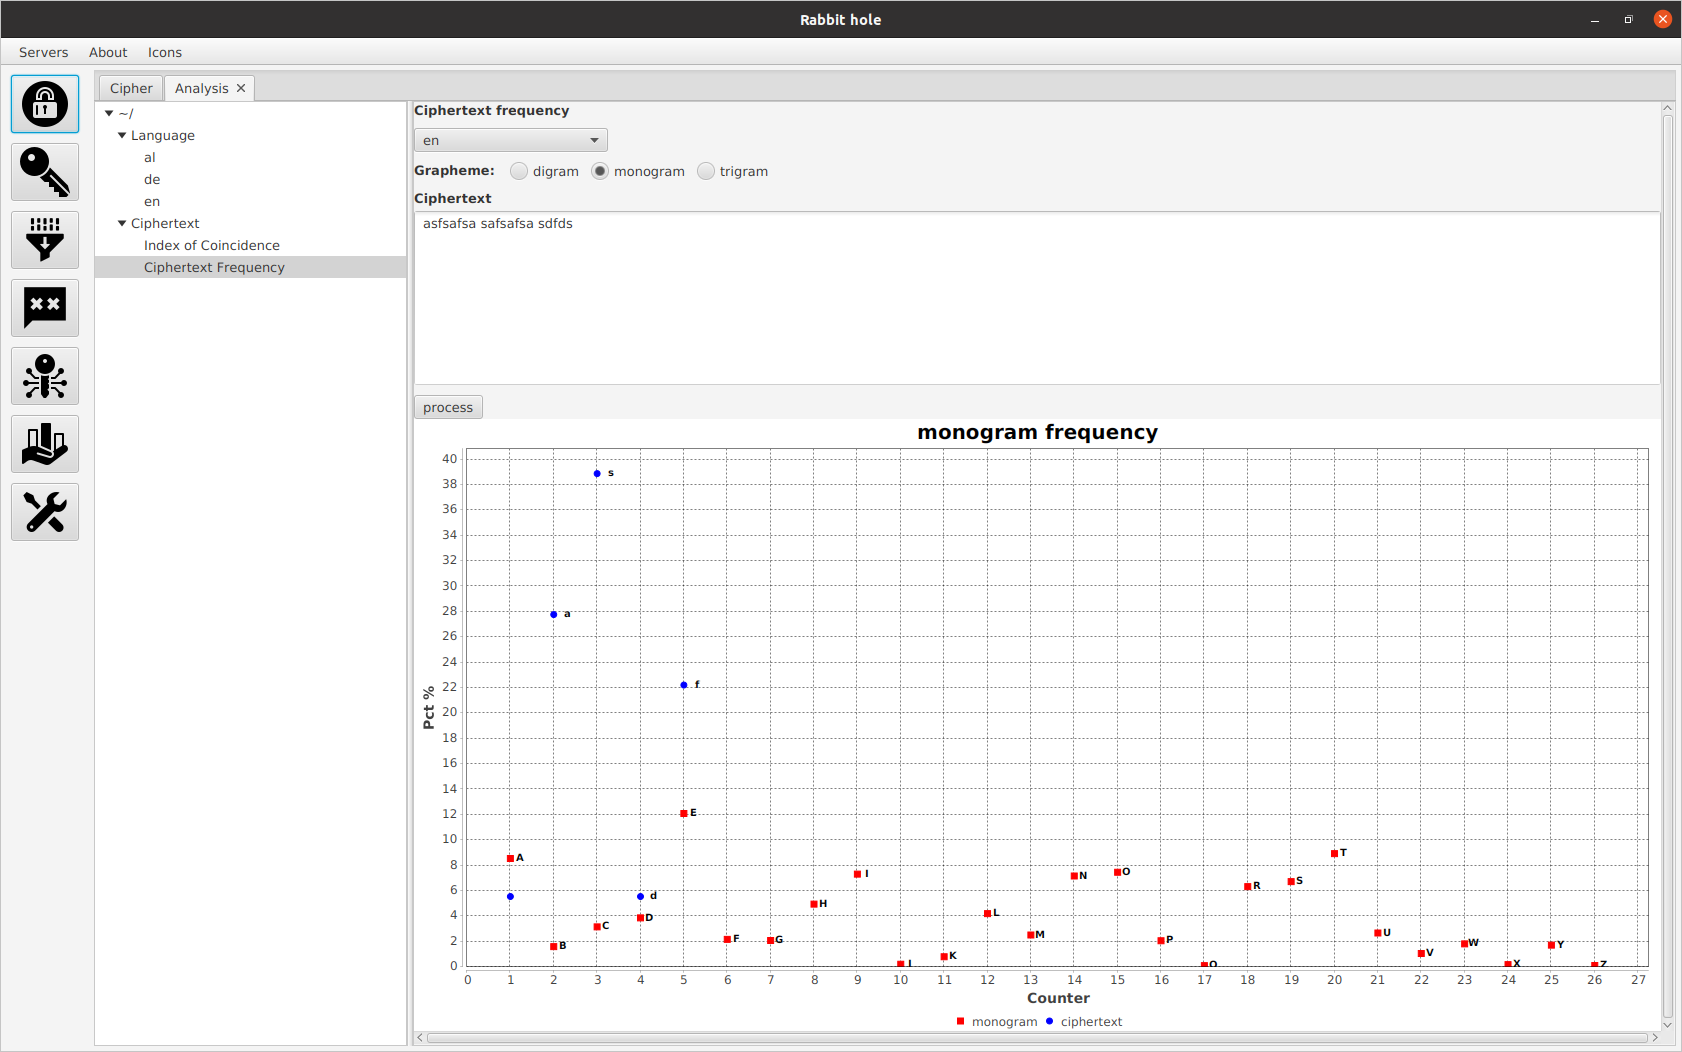 Rabbit hole
Servers About Icons
Cipher Analysis
~/
Language
al
de
en
Ciphertext
Index of Coincidence
Ciphertext Frequency
Ciphertext frequency
en
Grapheme: digram monogram trigram
Ciphertext
asfsafsa safsafsa sdfds
process
monogram frequency
40
38
36
34
32
30
28
26
24
22
20
18
16
14
12
10
8
6
4
2
0
Pct %
s
a
f
E
A
d
B
C
D
F
G
H
I
J
K
L
M
N
O
P
Q
R
S
T
U
V
W
X
Y
Z
0 1 2 3 4 5 6 7 8 9 10 11 12 13 14 15 16 17 18 19 20 21 22 23 24 25 26 27
Counter
monogram ciphertext